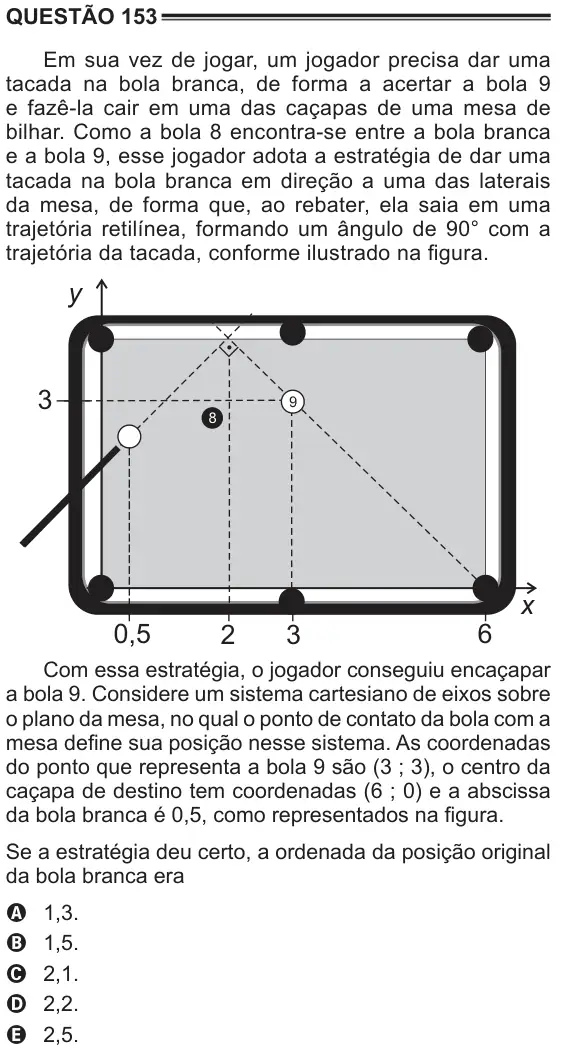 QUESTÃO 153
Em sua vez de jogar, um jogador precisa dar uma
tacada na bola branca, de forma a acertar a bola 9
e fazê-la cair em uma das caçapas de uma mesa de
bilhar. Como a bola 8 encontra-se entre a bola branca
e a bola 9, esse jogador adota a estratégia de dar uma
tacada na bola branca em direção a uma das laterais
da mesa, de forma que, ao rebater, ela saia em uma
trajetória retilínea, formando um ângulo de 90° com a
trajetória da tacada, conforme ilustrado na figura.
y
3
9
8
x
0,5 2 3 6
Com essa estratégia, o jogador conseguiu encaçapar
a bola 9. Considere um sistema cartesiano de eixos sobre
o plano da mesa, no qual o ponto de contato da bola com a
mesa define sua posição nesse sistema. As coordenadas
do ponto que representa a bola 9 são (3 ; 3), o centro da
caçapa de destino tem coordenadas (6 ; 0) e a abscissa
da bola branca é 0,5, como representados na figura.
Se a estratégia deu certo, a ordenada da posição original
da bola branca era
A 1,3.
B 1,5.
C 2,1.
D 2,2.
E 2,5.